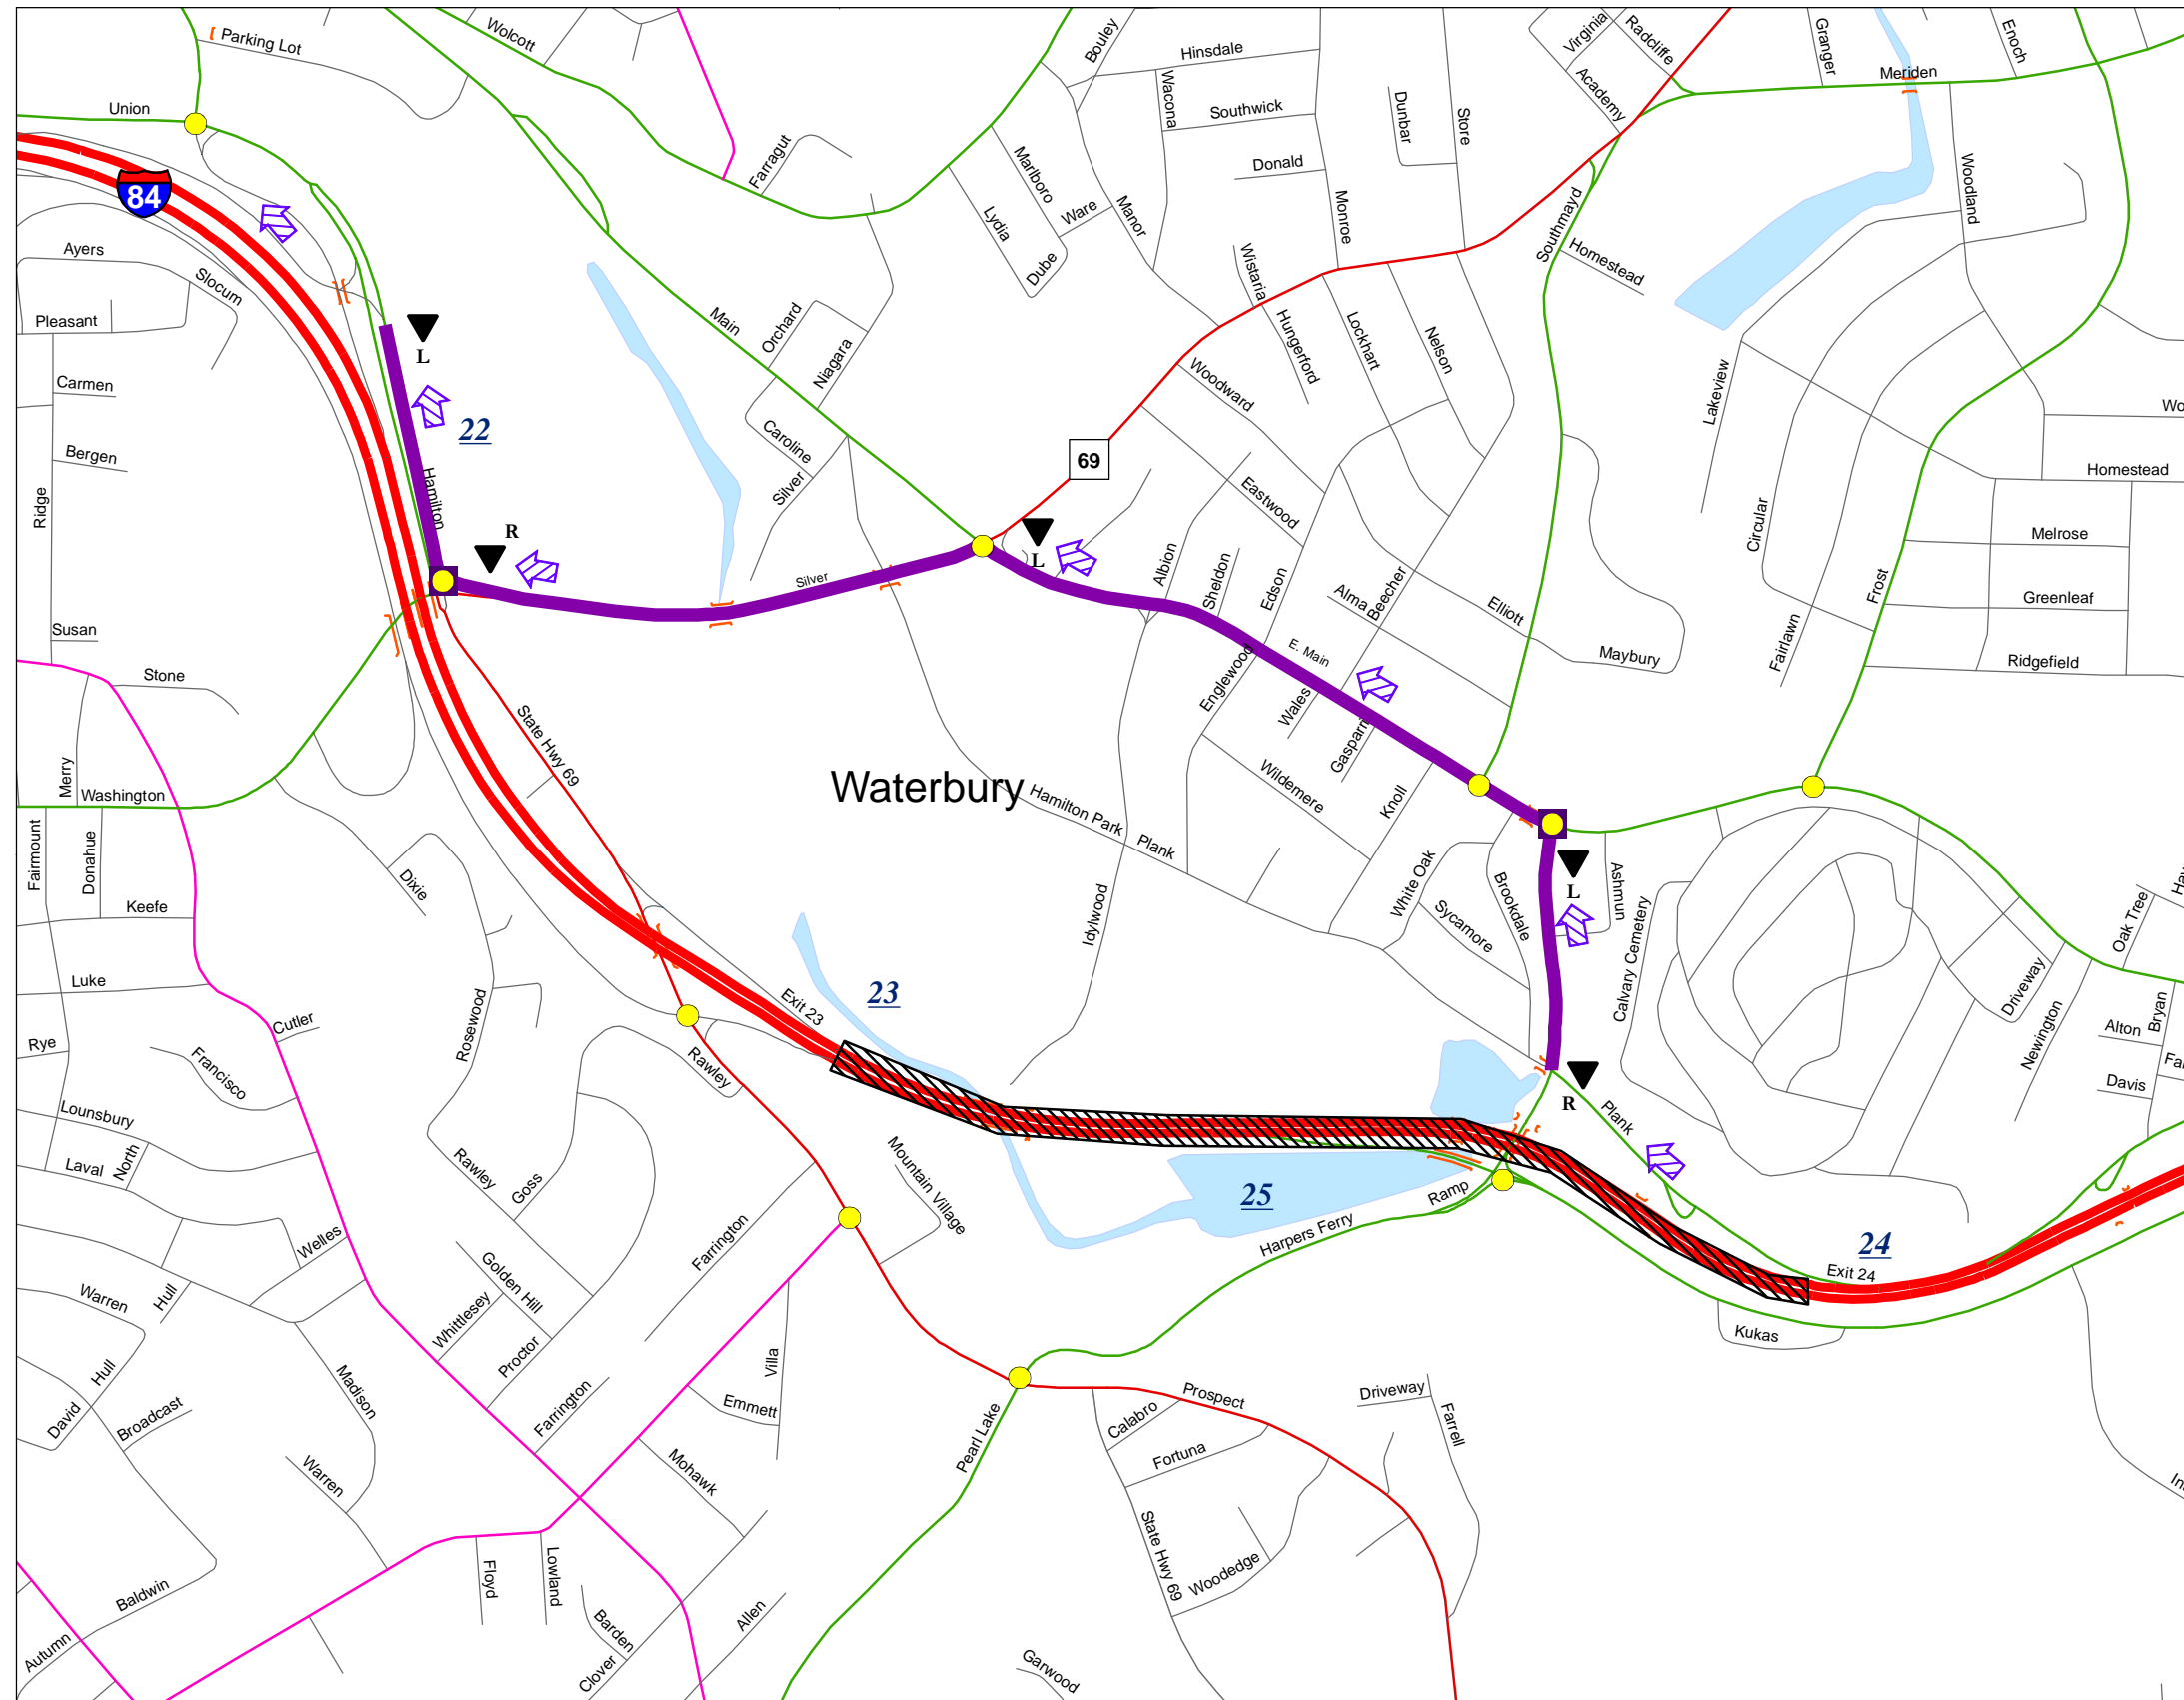 Parking Lot
Wolcott
Bouley
Hinsdale
Virginia
Radcliffe
Granger
Enoch
Meriden
Union
Wacona
Southwick
Dunbar
Store
Academy
Farragut
Marlboro
Donald
Woodland
84
Lydia
Ware
Manor
Monroe
Southmayd
Homestead
Ayers
Slocum
Dube
Wistaria
Pleasant
L
Main
Orchard
Niagara
Hungerford
Lockhart
Nelson
Woodward
Lakeview
Carmen
22
Caroline
69
Bergen
Homestead
Ridge
Hamilton
Silver
Eastwood
Circular
Melrose
R
L
Silver
Albion
Sheldon
Edson
Alma
Beecher
Elliott
Frost
Greenleaf
Susan
E. Main
Maybury
Fairlawn
Ridgefield
Stone
Englewood
Wales
Gasparri
State Hwy 69
Merry
Washington
Waterbury
Hamilton Park
Plank
Wildemere
Knoll
Fairmount
Donahue
Keefe
Dixie
Idylwood
White Oak
Sycamore
Brookdale
L
Ashmun
Calvary Cemetery
Oak Tree
Luke
Rosewood
Exit 23
23
Driveway
Newington
Bryan
Alton
Cutler
Rye
Francisco
Rawley
Davis
Lounsbury
R
Plank
Laval
North
Rawley
Goss
Mountain Village
25
Ramp
Harpers Ferry
24
Exit 24
Welles
Farrington
Golden Hill
Whittlesey
Warren
Hull
Proctor
Kukas
Hull
Madison
Villa
Emmett
Farrington
Driveway
Prospect
Calabro
Fortuna
Farrell
David
Broadcast
Pearl Lake
Warren
Mohawk
State Hwy 69
Woodedge
Floyd
Lowland
Baldwin
Barden
Allen
Autumn
Clover
Garwood